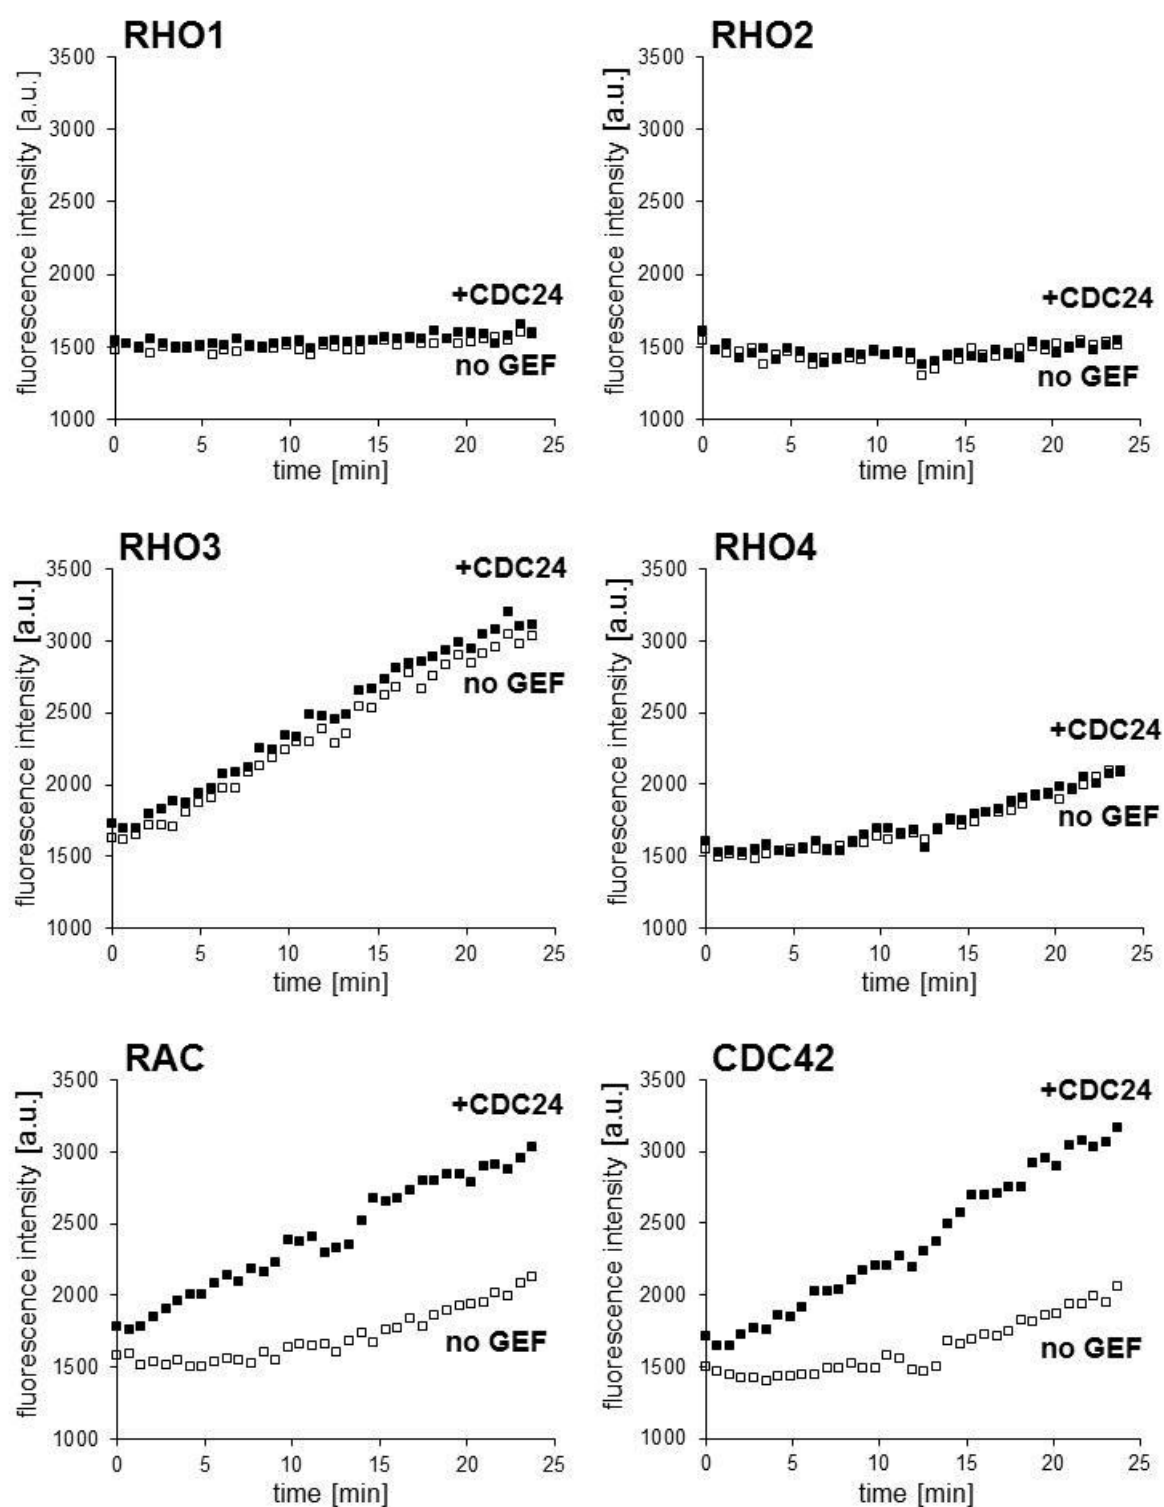 RHO1
fluorescence intensity [a.u.]
3500
3000
2500
2000
1500
1000
+CDC24
no GEF
0 5 10 15 20 25
time [min]
RHO2
fluorescence intensity [a.u.]
3500
3000
2500
2000
1500
1000
+CDC24
no GEF
0 5 10 15 20 25
time [min]
RHO3
fluorescence intensity [a.u.]
3500
3000
2500
2000
1500
1000
+CDC24
no GEF
0 5 10 15 20 25
time [min]
RHO4
fluorescence intensity [a.u.]
3500
3000
2500
2000
1500
1000
+CDC24
no GEF
0 5 10 15 20 25
time [min]
RAC
fluorescence intensity [a.u.]
3500
3000
2500
2000
1500
1000
+CDC24
no GEF
0 5 10 15 20 25
time [min]
CDC42
fluorescence intensity [a.u.]
3500
3000
2500
2000
1500
1000
+CDC24
no GEF
0 5 10 15 20 25
time [min]